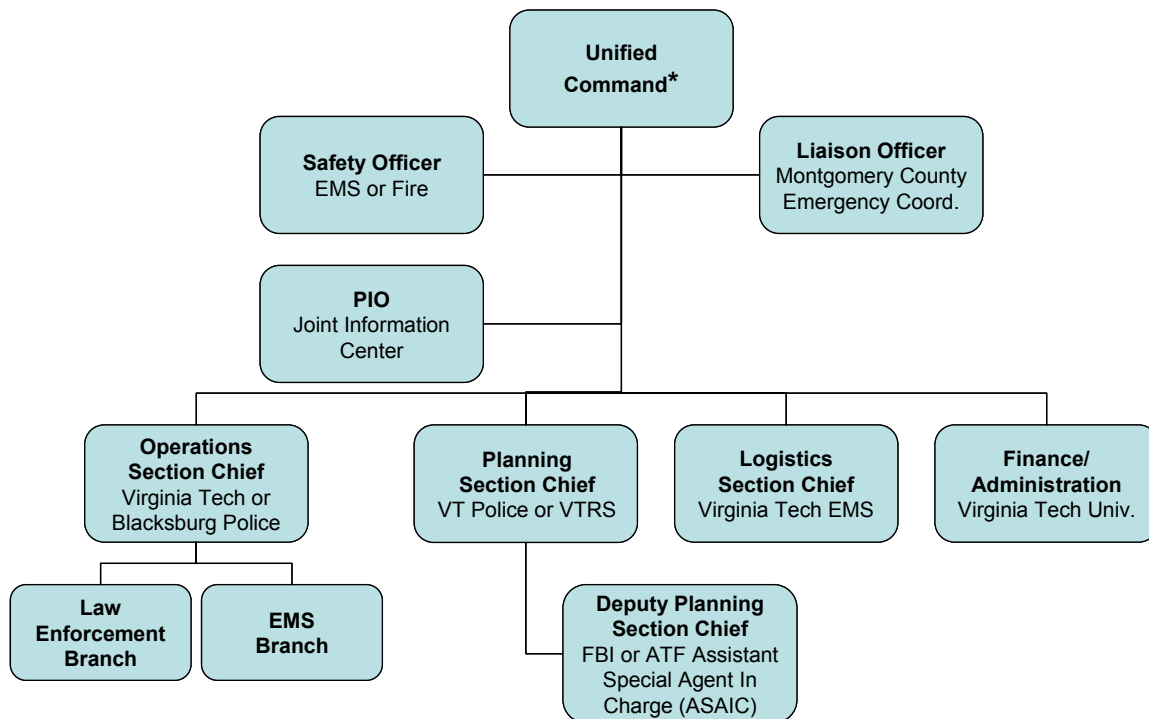 Unified
Command*
Safety Officer
EMS or Fire
Liaison Officer
Montgomery County
Emergency Coord.
PIO
Joint Information
Center
Operations
Section Chief
Virginia Tech or
Blacksburg Police
Planning
Section Chief
VT Police or VTRS
Logistics
Section Chief
Virginia Tech EMS
Finance/
Administration
Virginia Tech Univ.
Law
Enforcement
Branch
EMS
Branch
Deputy Planning
Section Chief
FBI or ATF Assistant
Special Agent In
Charge (ASAIC)